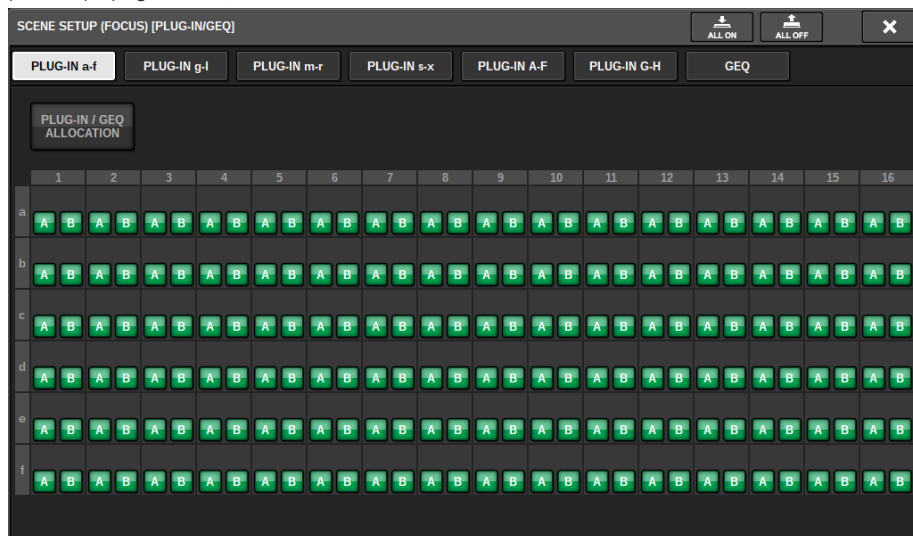 SCENE SETUP (FOCUS) [PLUG-IN/GEQ]
ALL ON
ALL OFF
PLUG-IN a-f
PLUG-IN g-l
PLUG-IN m-r
PLUG-IN s-x
PLUG-IN A-F
PLUG-IN G-H
GEQ
PLUG-IN / GEQ
ALLOCATION
1 2 3 4 5 6 7 8 9 10 11 12 13 14 15 16
a
A B A B A B A B A B A B A B A B A B A B A B A B A B A B A B A B
b
A B A B A B A B A B A B A B A B A B A B A B A B A B A B A B A B
c
A B A B A B A B A B A B A B A B A B A B A B A B A B A B A B A B
d
A B A B A B A B A B A B A B A B A B A B A B A B A B A B A B A B
e
A B A B A B A B A B A B A B A B A B A B A B A B A B A B A B A B
f
A B A B A B A B A B A B A B A B A B A B A B A B A B A B A B A B